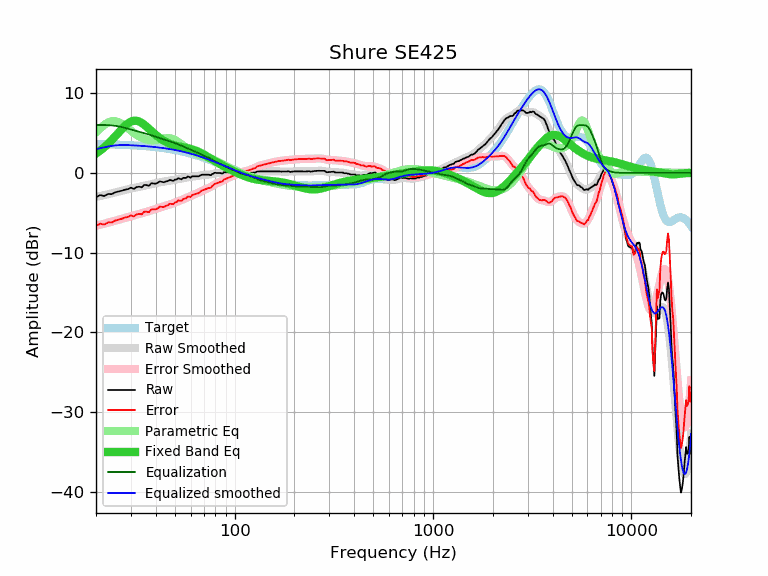 Shure SE425
Amplitude (dBr)
10
0
−10
−20
−30
−40
Target
Raw Smoothed
Error Smoothed
Raw
Error
Parametric Eq
Fixed Band Eq
Equalization
Equalized smoothed
100
1000
10000
Frequency (Hz)